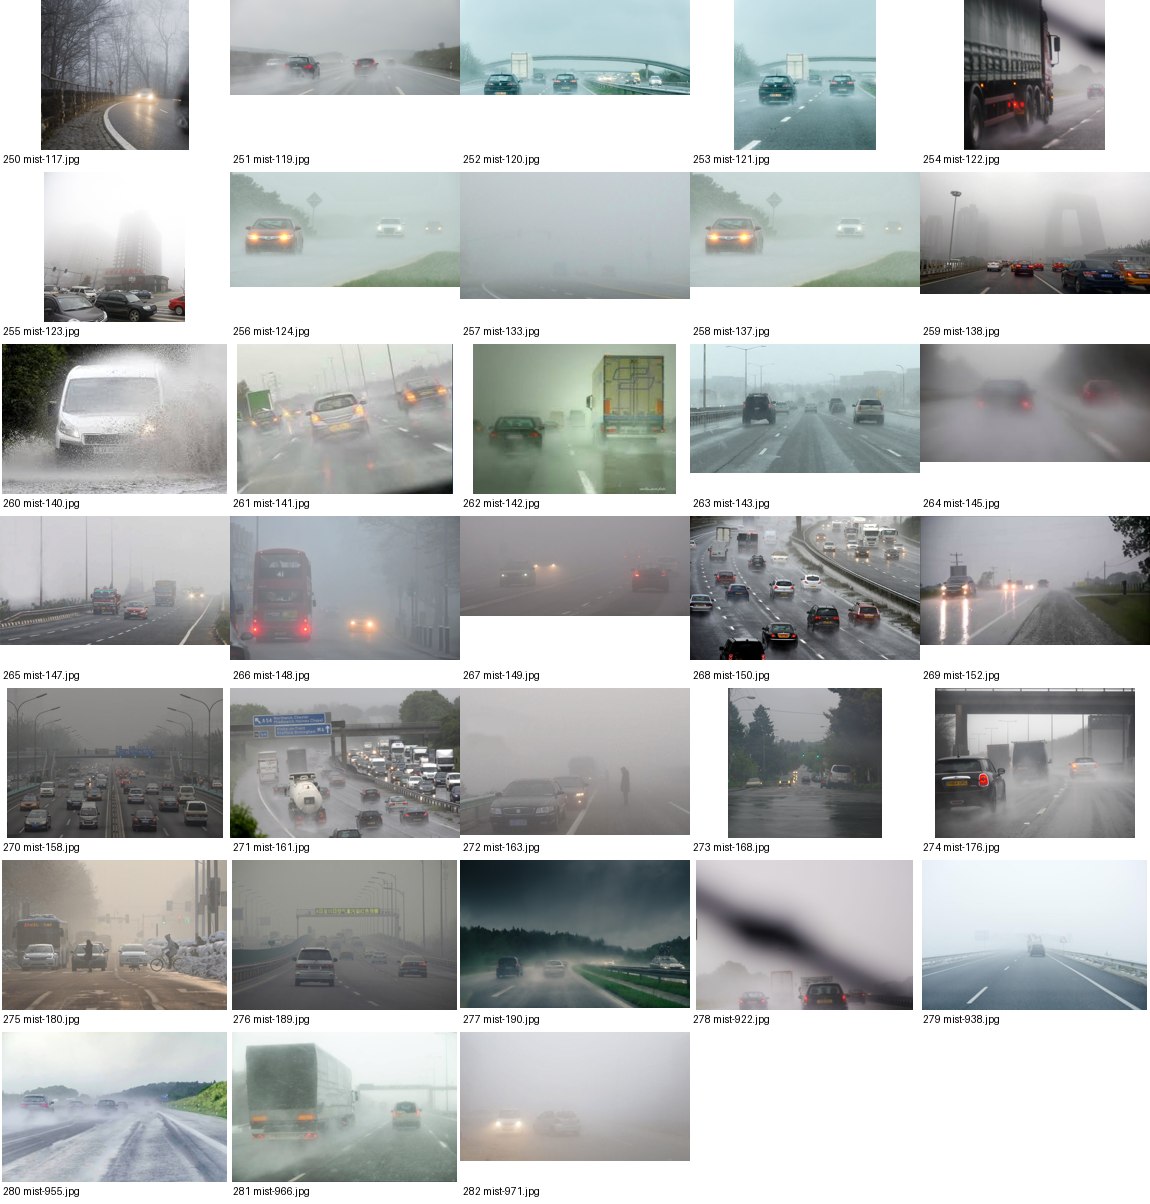 250 mist-117.jpg
251 mist-119.jpg
252 mist-120.jpg
253 mist-121.jpg
254 mist-122.jpg
255 mist-123.jpg
256 mist-124.jpg
257 mist-133.jpg
258 mist-137.jpg
259 mist-138.jpg
260 mist-140.jpg
261 mist-141.jpg
262 mist-142.jpg
263 mist-143.jpg
264 mist-145.jpg
265 mist-147.jpg
266 mist-148.jpg
267 mist-149.jpg
268 mist-150.jpg
269 mist-152.jpg
270 mist-158.jpg
271 mist-161.jpg
272 mist-163.jpg
273 mist-168.jpg
274 mist-176.jpg
275 mist-180.jpg
276 mist-189.jpg
277 mist-190.jpg
278 mist-922.jpg
279 mist-938.jpg
280 mist-955.jpg
281 mist-966.jpg
282 mist-971.jpg